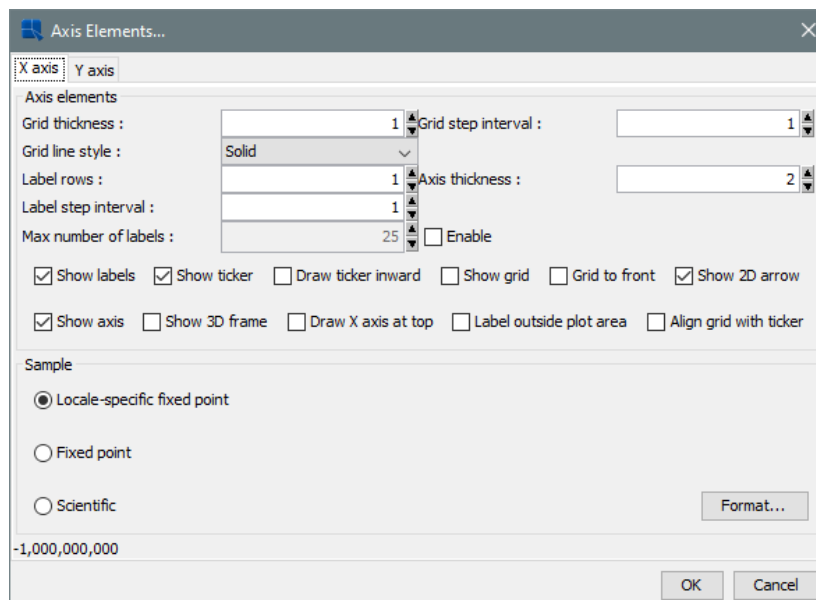 Axis Elements...
X axis Y axis
Axis elements
Grid thickness : 1 Grid step interval : 1
Grid line style : Solid
Label rows : 1 Axis thickness : 2
Label step interval : 1
Max number of labels : 25 Enable
Show labels Show ticker Draw ticker inward Show grid Grid to front Show 2D arrow
Show axis Show 3D frame Draw X axis at top Label outside plot area Align grid with ticker
Sample
Locale-specific fixed point
Fixed point
Scientific Format...
-1,000,000,000
OK Cancel